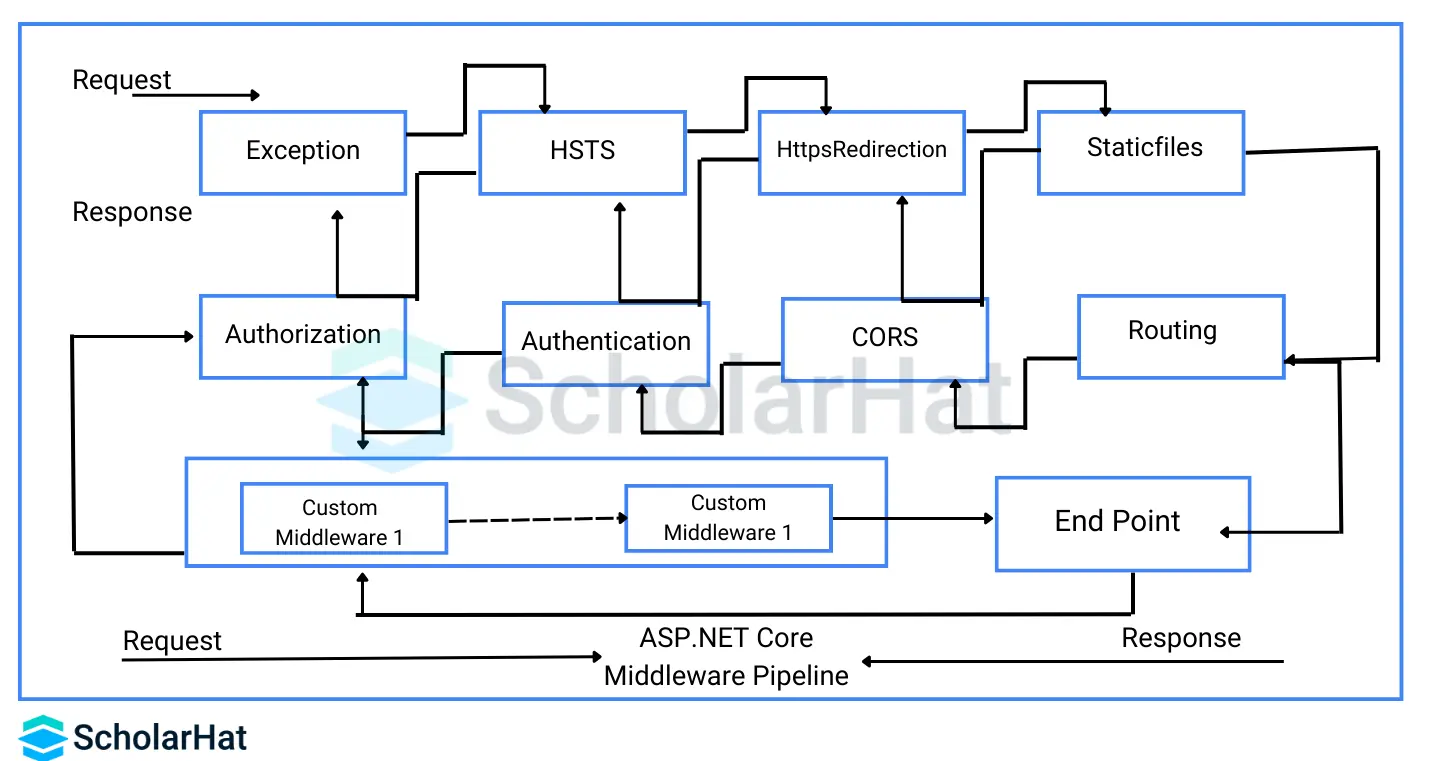 Request
Exception
HSTS
HttpsRedirection
Staticfiles
Response
Authorization
Authentication
CORS
Routing
ScholarHat
Custom
Middleware 1
Custom
Middleware 1
End Point
Request
ASP.NET Core
Middleware Pipeline
Response
ScholarHat